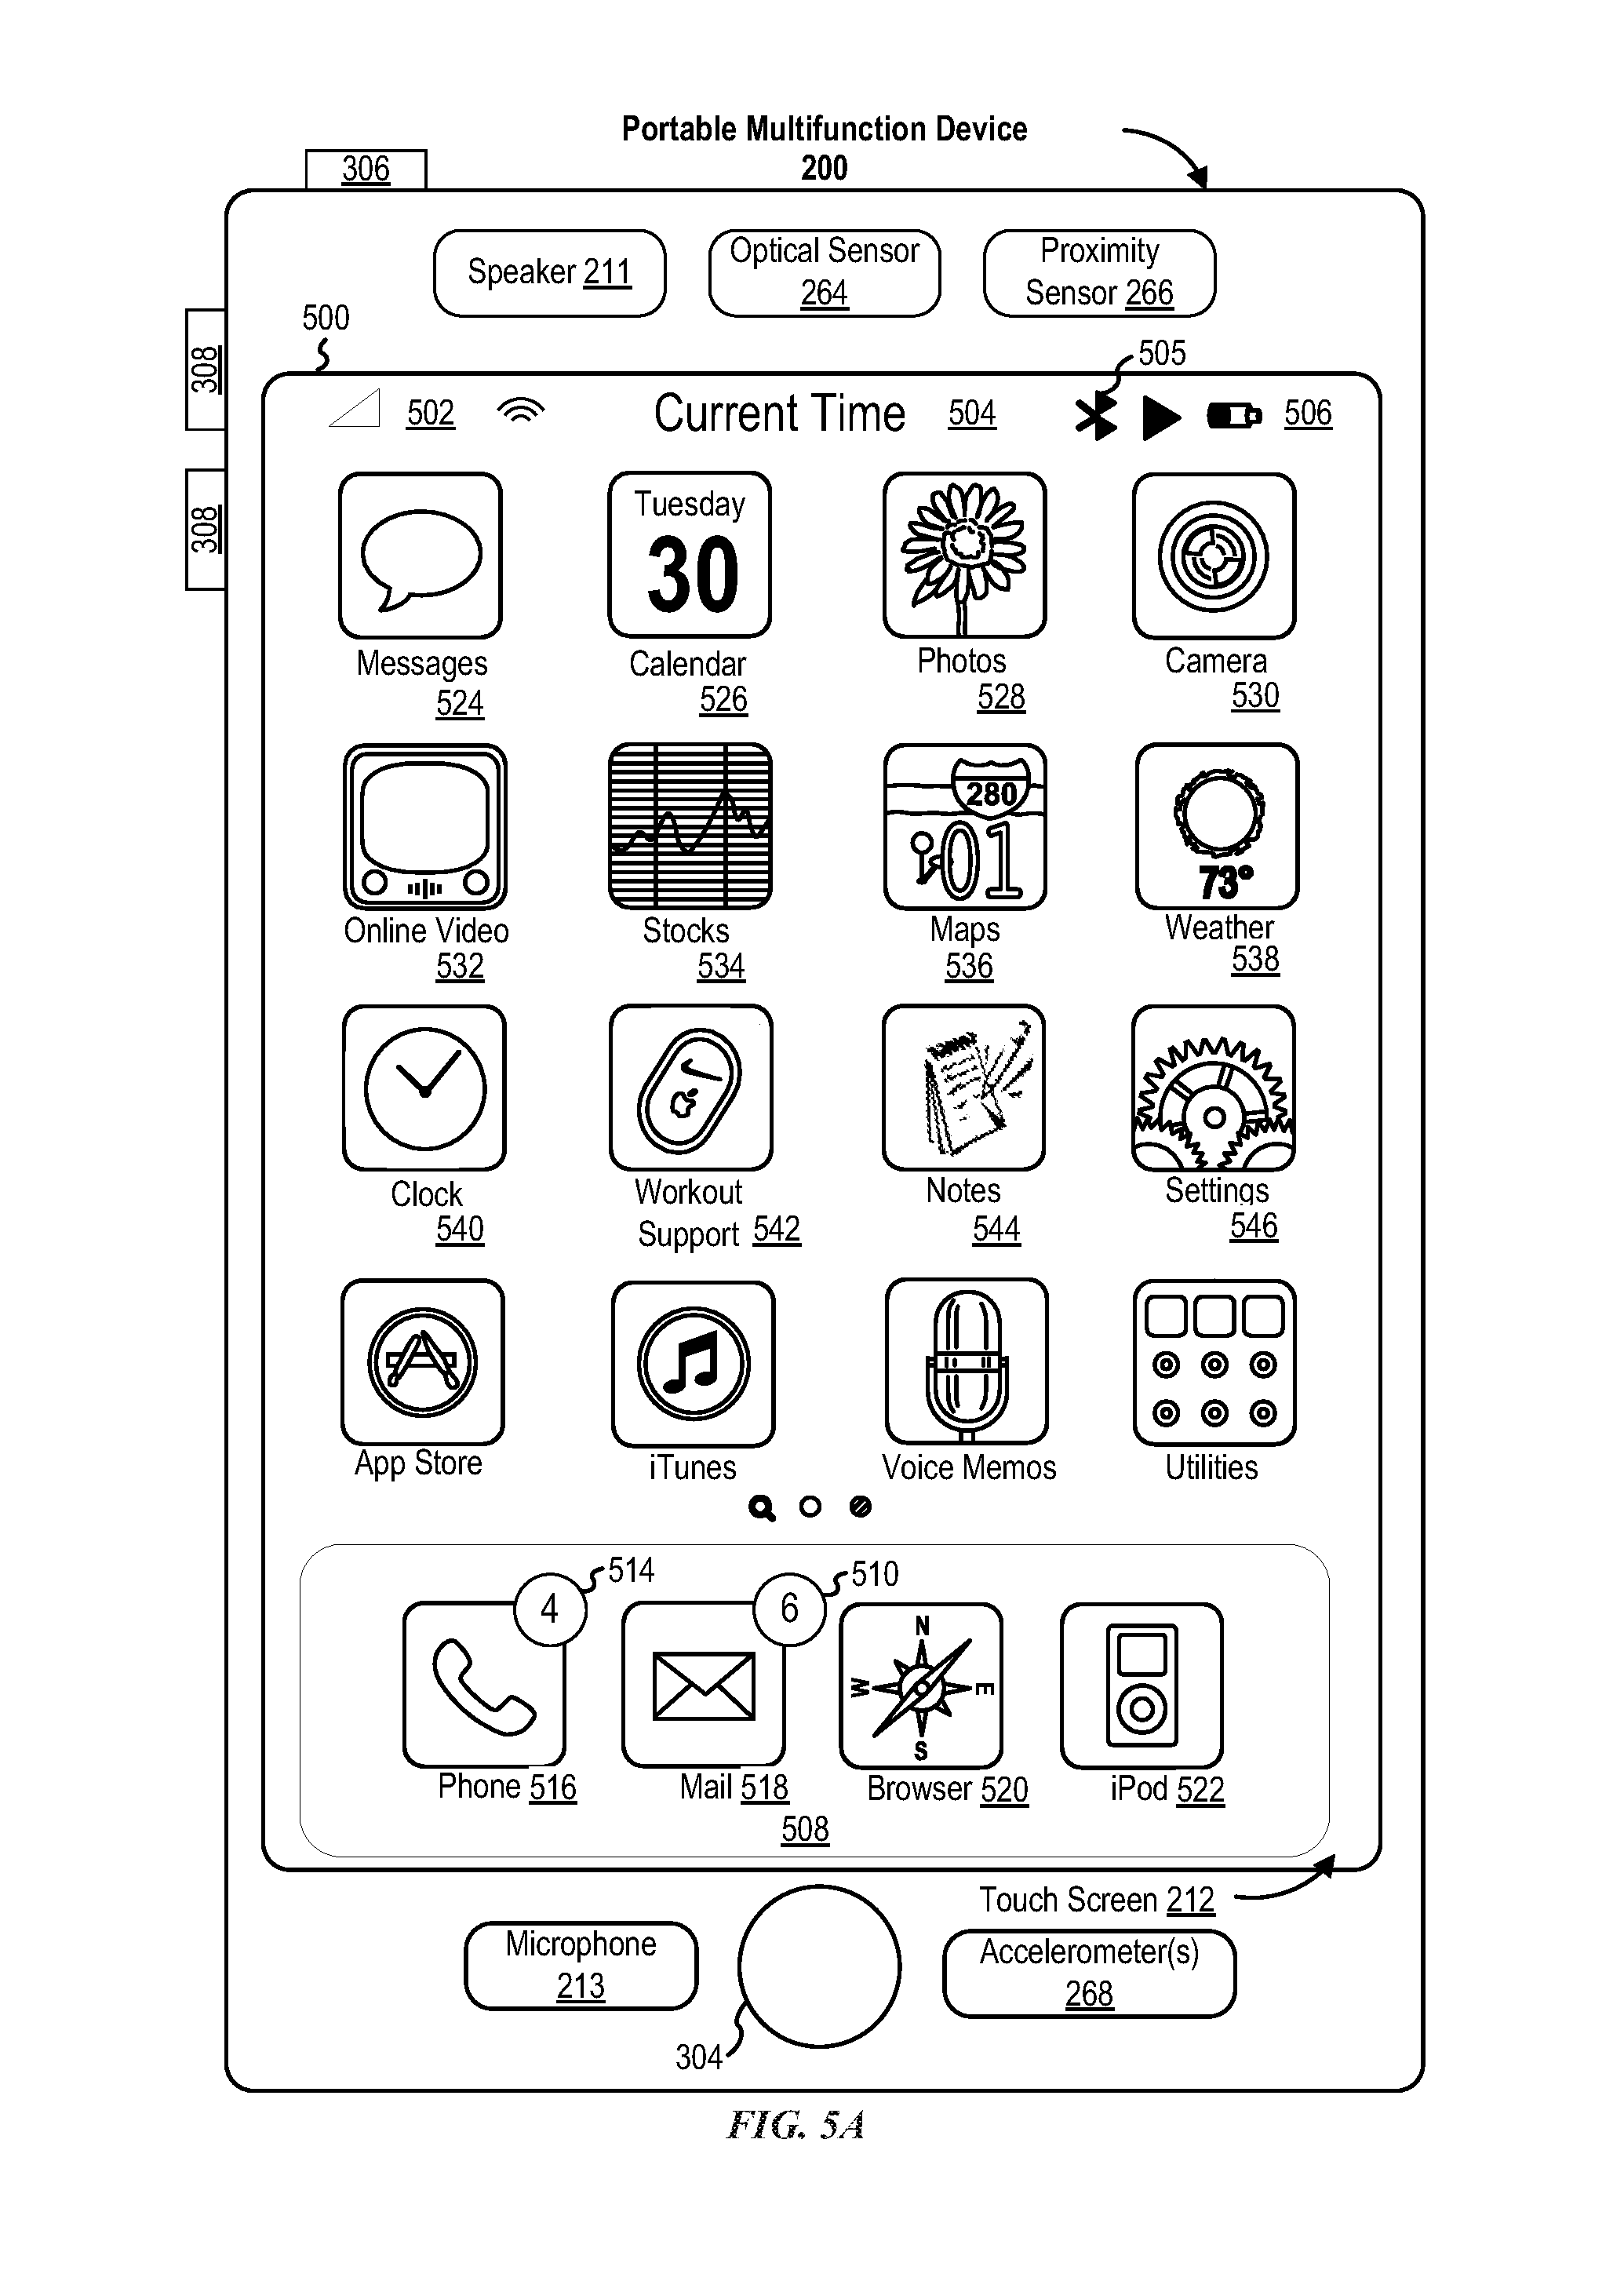 Portable Multifunction Device
200
306
Speaker 211
Optical Sensor
264
Proximity
Sensor 266
500
308
308
505
502
Current Time
504
506
Tuesday
30
Messages
524
Calendar
526
Photos
528
Camera
530
280
01
73°
Online Video
532
Stocks
534
Maps
536
Weather
538
Clock
540
Workout
Support 542
Notes
544
Settings
546
App Store
iTunes
Voice Memos
Utilities
4
514
6
510
N
W
E
S
Phone 516
Mail 518
Browser 520
iPod 522
508
Touch Screen 212
Microphone
213
Accelerometer(s)
268
304
FIG. 5A